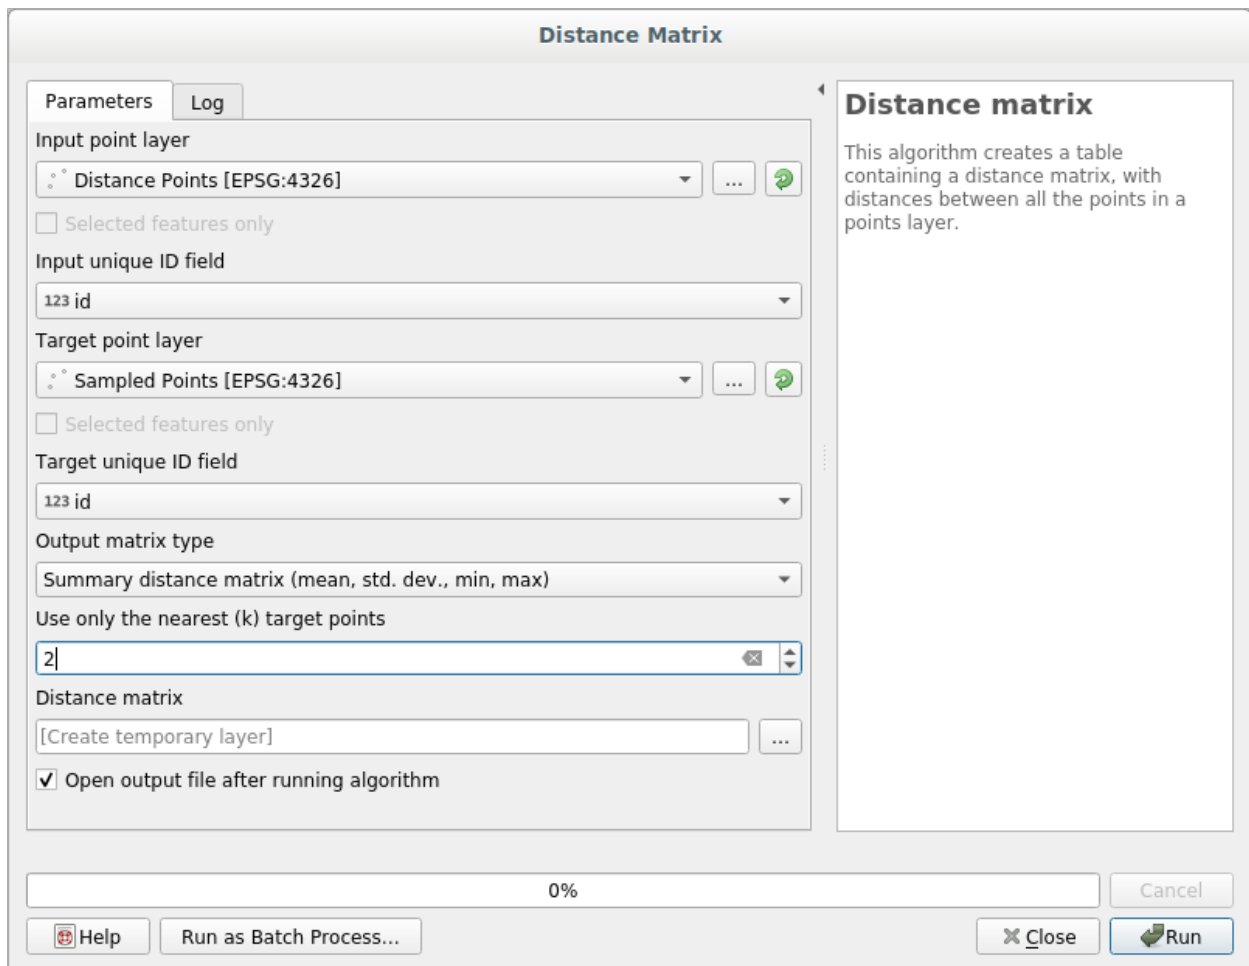 Distance Matrix
Parameters
Log
Input point layer
Distance Points [EPSG:4326]
...
Selected features only
Input unique ID field
123 id
Target point layer
Sampled Points [EPSG:4326]
...
Selected features only
Target unique ID field
123 id
Output matrix type
Summary distance matrix (mean, std. dev., min, max)
Use only the nearest (k) target points
2
Distance matrix
[Create temporary layer]
...
Open output file after running algorithm
Distance matrix
This algorithm creates a table
containing a distance matrix, with
distances between all the points in a
points layer.
0%
Cancel
Help
Run as Batch Process...
Close
Run